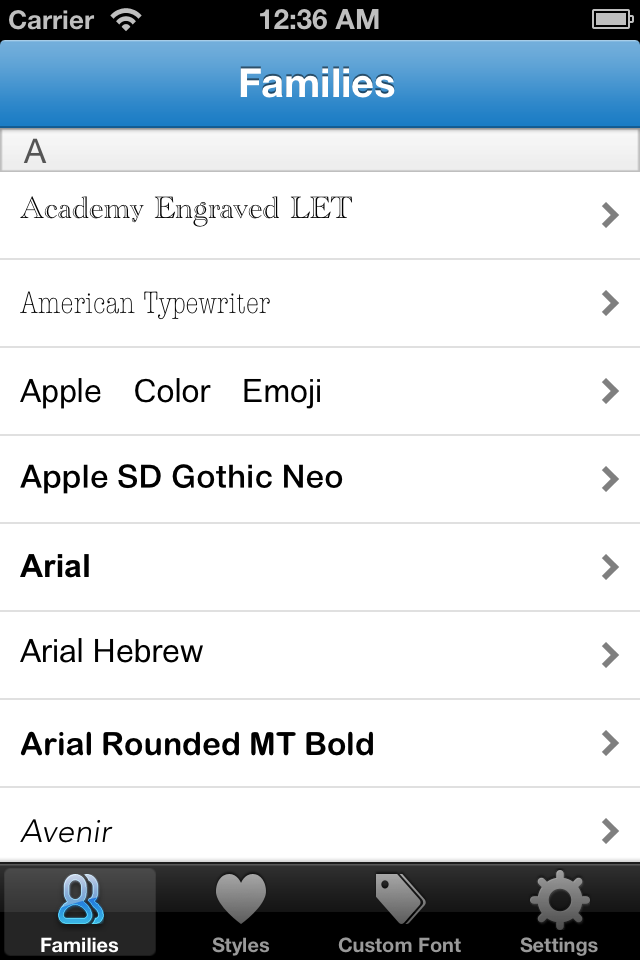 Carrier 12:36 AM
Families
A
Academy Engraved LET
American Typewriter
Apple Color Emoji
Apple SD Gothic Neo
Arial
Arial Hebrew
Arial Rounded MT Bold
Avenir
Families Styles Custom Font Settings